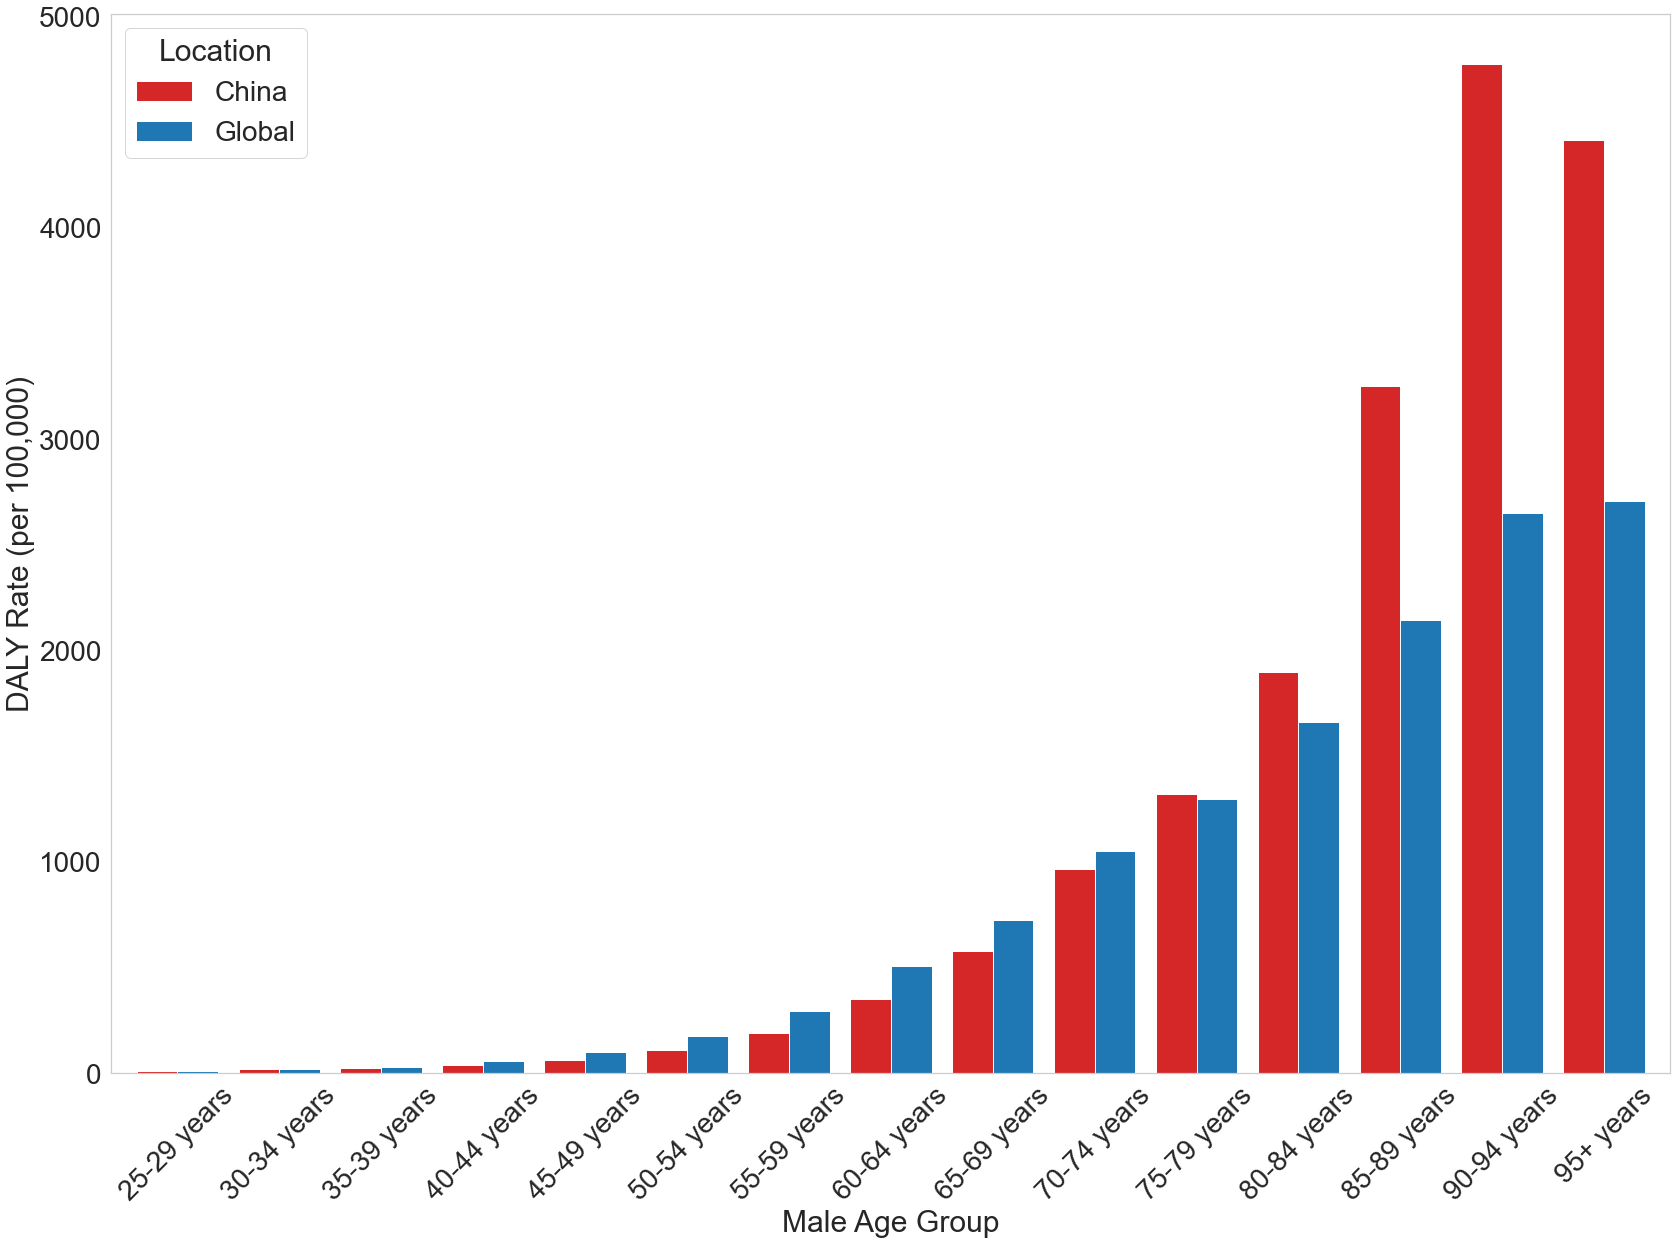 5000
4000
3000
2000
1000
0
DALY Rate (per 100,000)
Location
China
Global
25-29 years
30-34 years
35-39 years
40-44 years
45-49 years
50-54 years
55-59 years
60-64 years
65-69 years
70-74 years
75-79 years
80-84 years
85-89 years
90-94 years
95+ years
Male Age Group